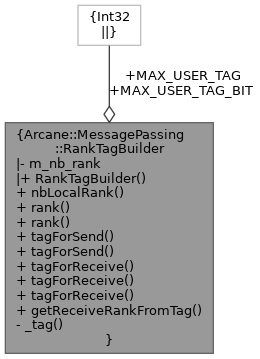 {Int32
||}
+MAX_USER_TAG
+MAX_USER_TAG_BIT
{Arcane::MessagePassing
::RankTagBuilder
|- m_nb_rank
|+ RankTagBuilder()
+ nbLocalRank()
+ rank()
+ rank()
+ tagForSend()
+ tagForSend()
+ tagForReceive()
+ tagForReceive()
+ tagForReceive()
+ getReceiveRankFromTag()
- _tag()
}